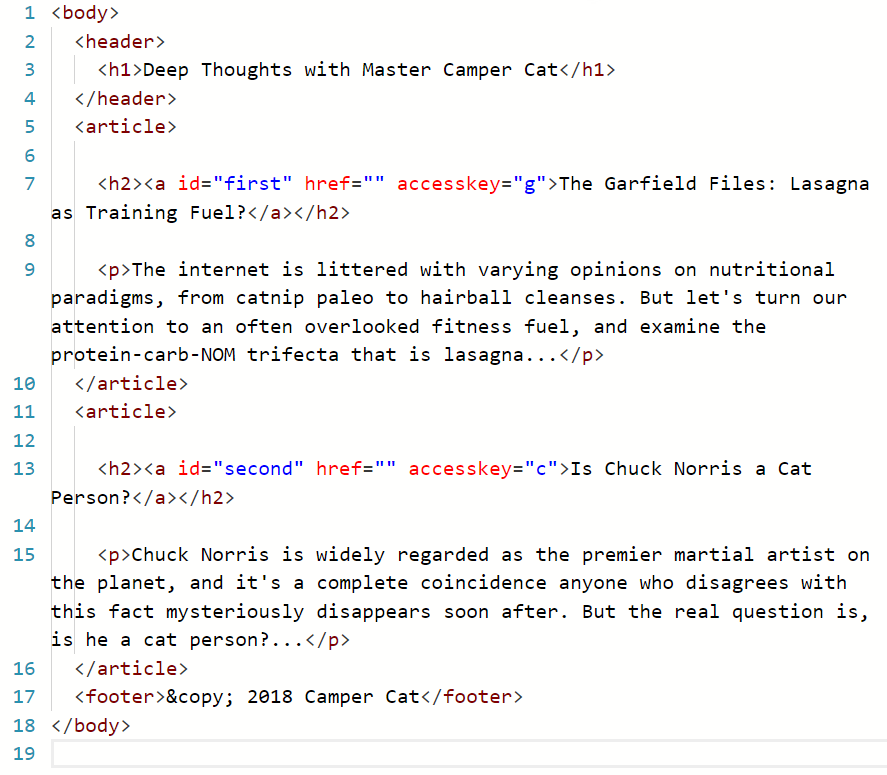 1 <body>
2   <header>
3     <h1>Deep Thoughts with Master Camper Cat</h1>
4   </header>
5   <article>
6
7     <h2><a id="first" href="" accesskey="g">The Garfield Files: Lasagna
as Training Fuel?</a></h2>
8
9     <p>The internet is littered with varying opinions on nutritional
paradigms, from catnip paleo to hairball cleanses. But let's turn our
attention to an often overlooked fitness fuel, and examine the
protein-carb-NOM trifecta that is lasagna...</p>
10   </article>
11   <article>
12
13     <h2><a id="second" href="" accesskey="c">Is Chuck Norris a Cat
Person?</a></h2>
14
15     <p>Chuck Norris is widely regarded as the premier martial artist on
the planet, and it's a complete coincidence anyone who disagrees with
this fact mysteriously disappears soon after. But the real question is,
is he a cat person?...</p>
16   </article>
17   <footer>&copy; 2018 Camper Cat</footer>
18 </body>
19